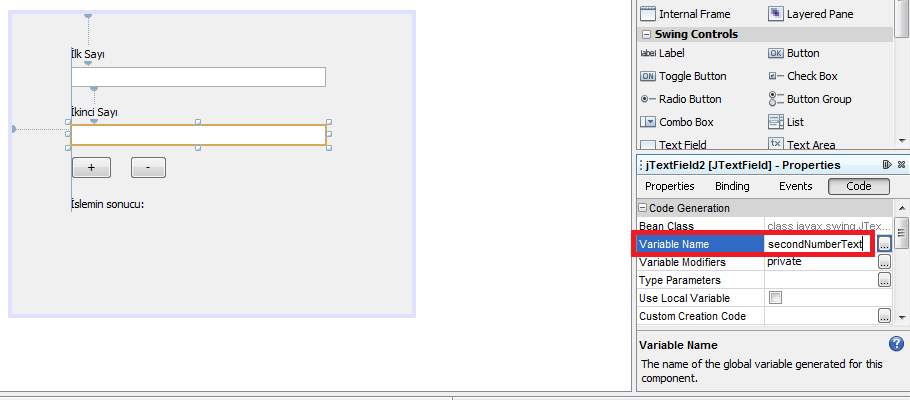 İlk Sayı
İkinci Sayı
+ -
İslemin sonucu:
Internal Frame Layered Pane
Swing Controls
label Label OK Button
ON Toggle Button Check Box
Radio Button Button Group
Combo Box List
Text Field tx Text Area
jTextField2 [JTextField] - Properties
Properties Binding Events Code
Code Generation
Bean Class class javax.swing.JTex... 
Variable Name secondNumberText ...
Variable Modifiers private ...
Type Parameters ...
Use Local Variable
Custom Creation Code ...
Variable Name ?
The name of the global variable generated for this
component.